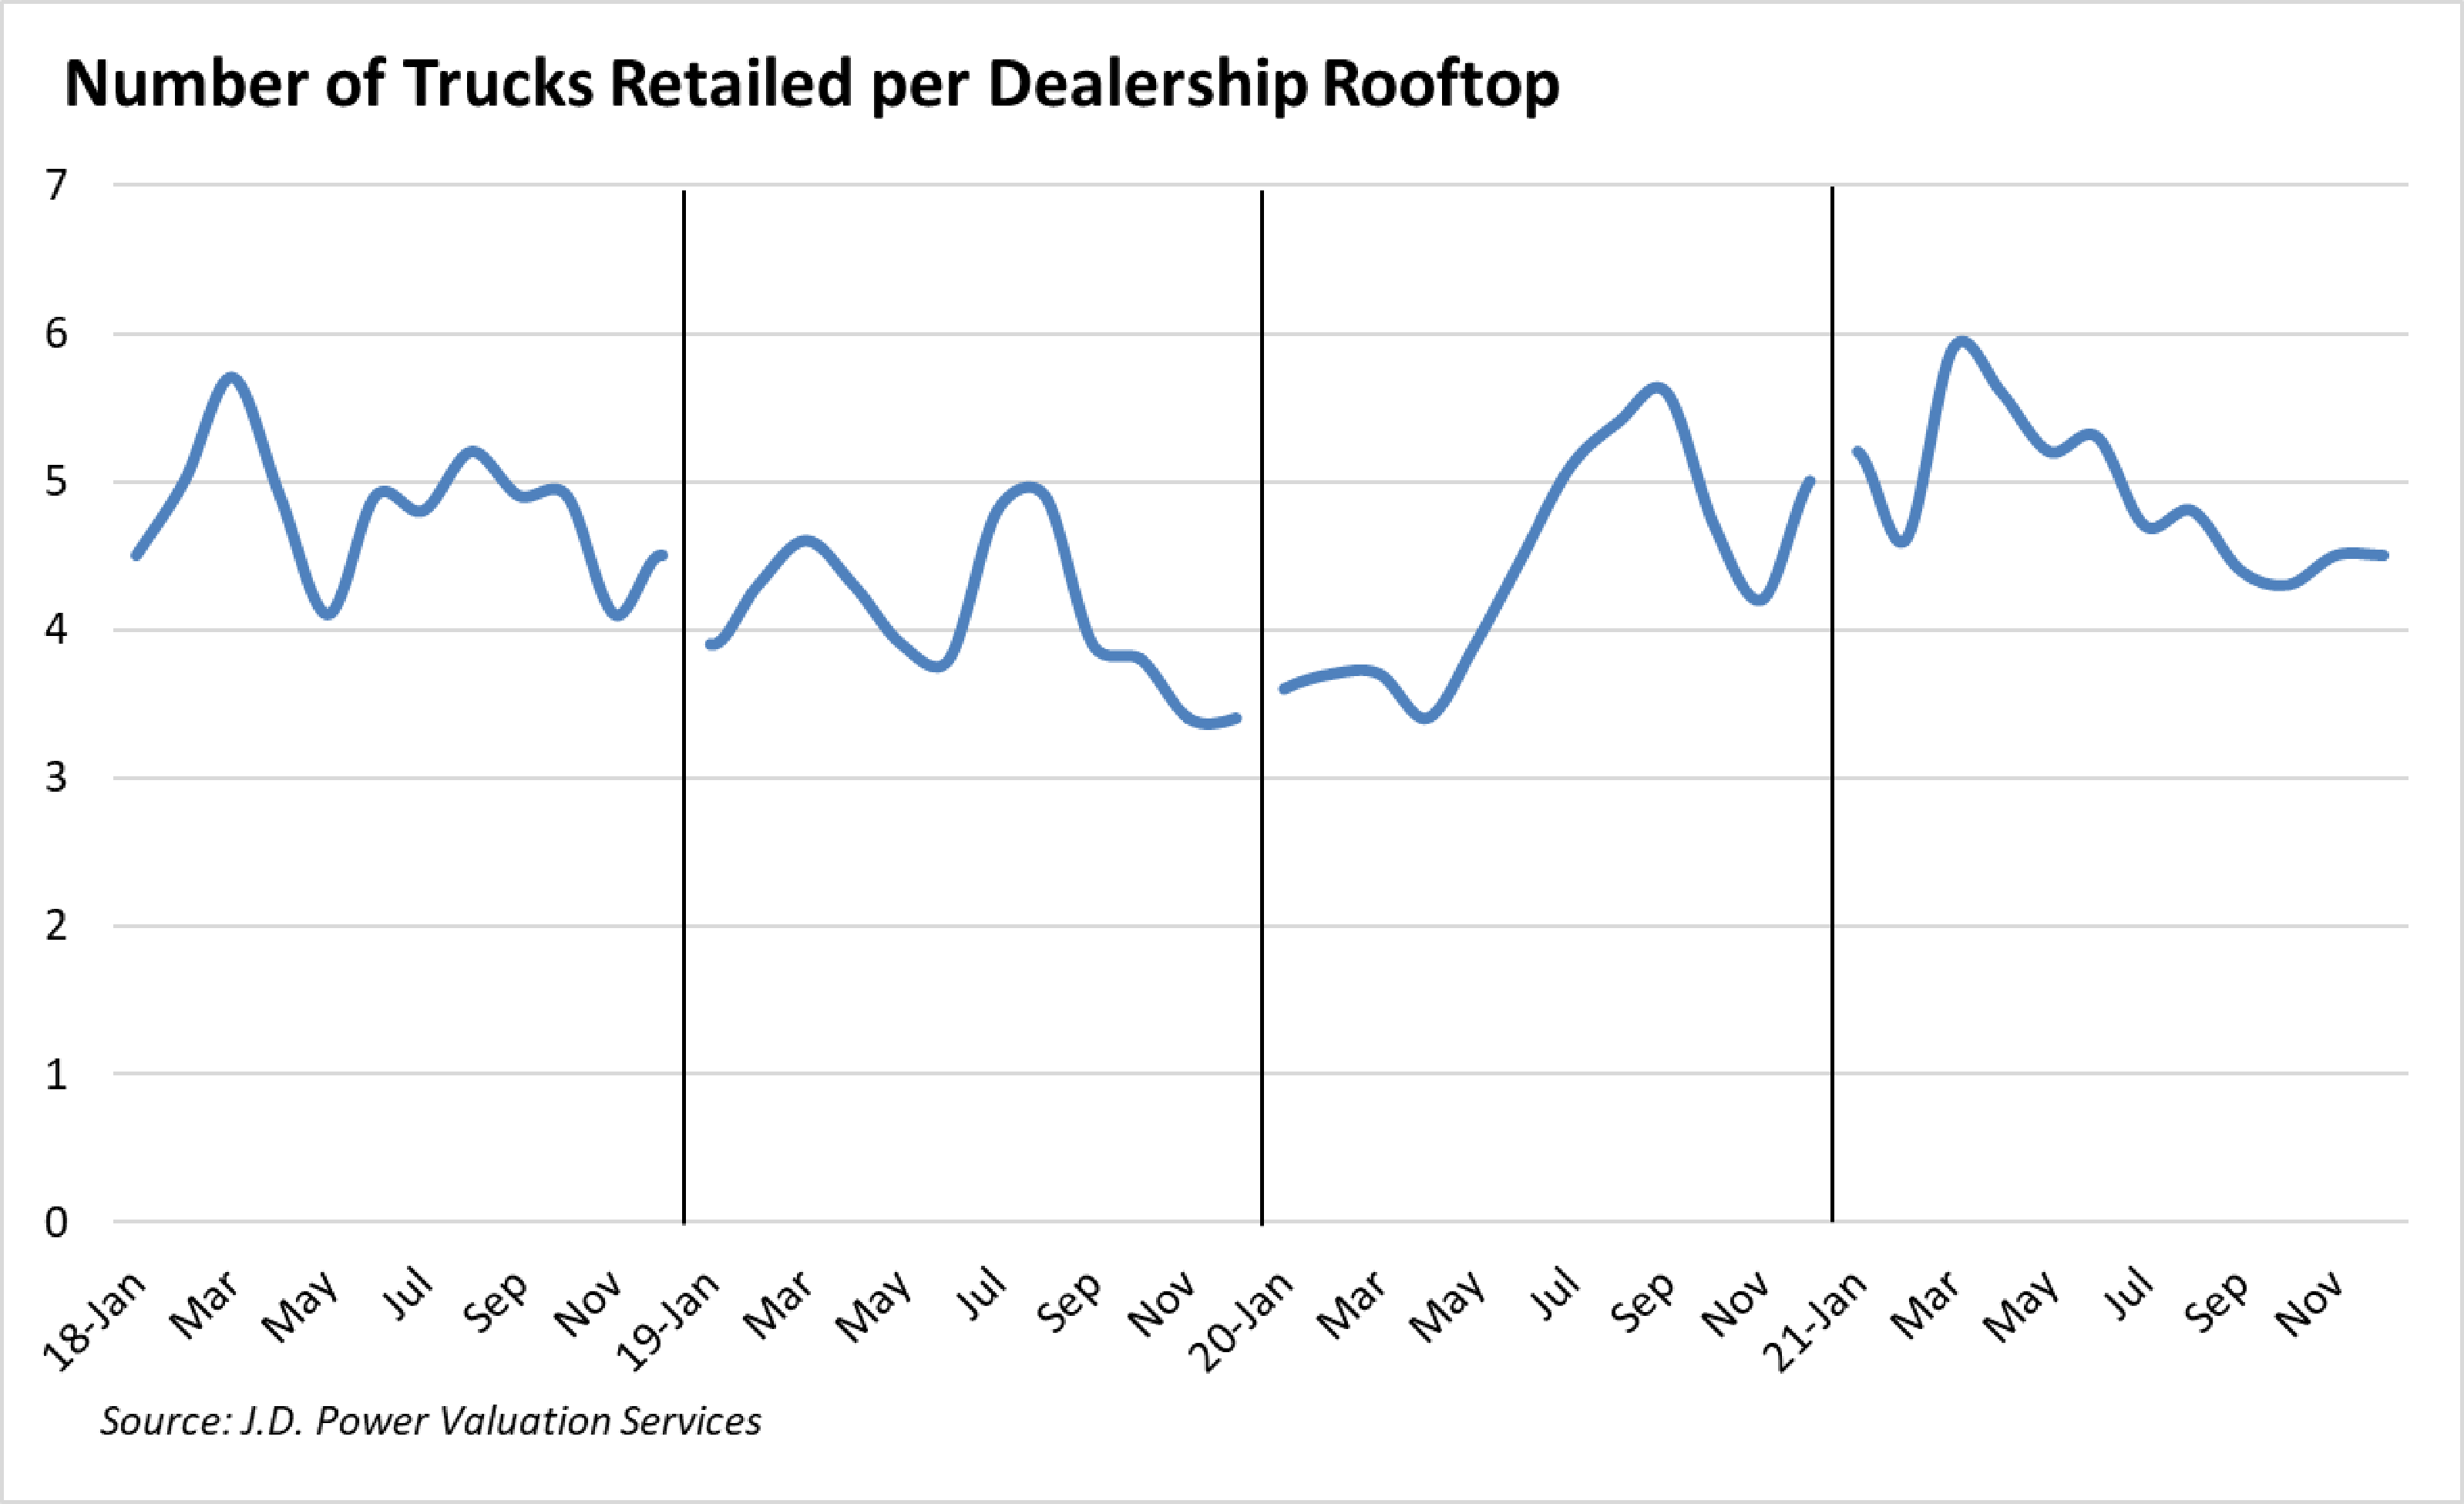 Number of Trucks Retailed per Dealership Rooftop
7
6
5
4
3
2
1
0
18-Jan Mar May Jul Sep Nov 19-Jan Mar May Jul Sep Nov 20-Jan Mar May Jul Sep Nov 21-Jan Mar May Jul Sep Nov
Source: J.D. Power Valuation Services